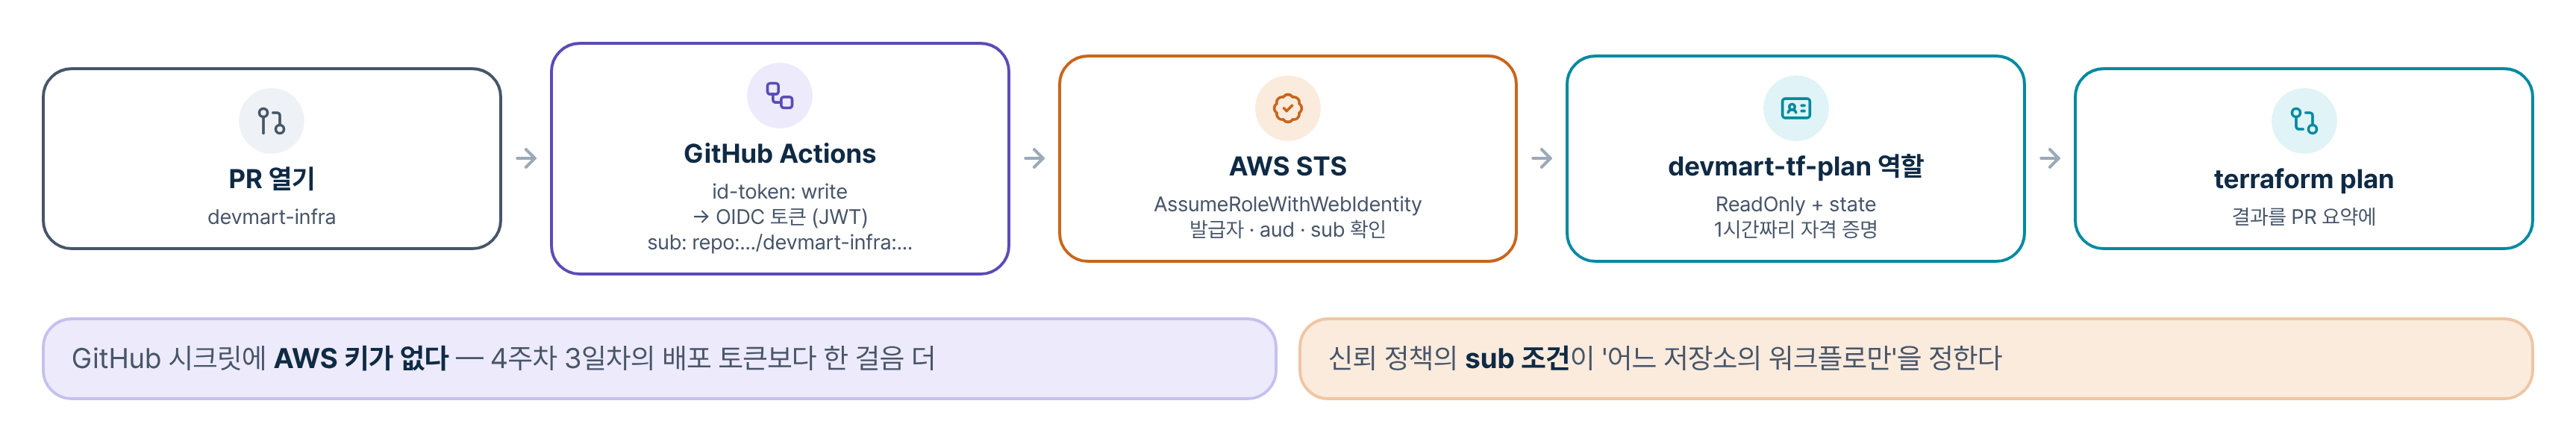 PR 열기
devmart-infra
GitHub Actions
id-token: write
→ OIDC 토큰 (JWT)
sub: repo:.../devmart-infra:...
AWS STS
AssumeRoleWithWebIdentity
발급자 · aud · sub 확인
devmart-tf-plan 역할
ReadOnly + state
1시간짜리 자격 증명
terraform plan
결과를 PR 요약에
GitHub 시크릿에 AWS 키가 없다 — 4주차 3일차의 배포 토큰보다 한 걸음 더
신뢰 정책의 sub 조건이 '어느 저장소의 워크플로만'을 정한다